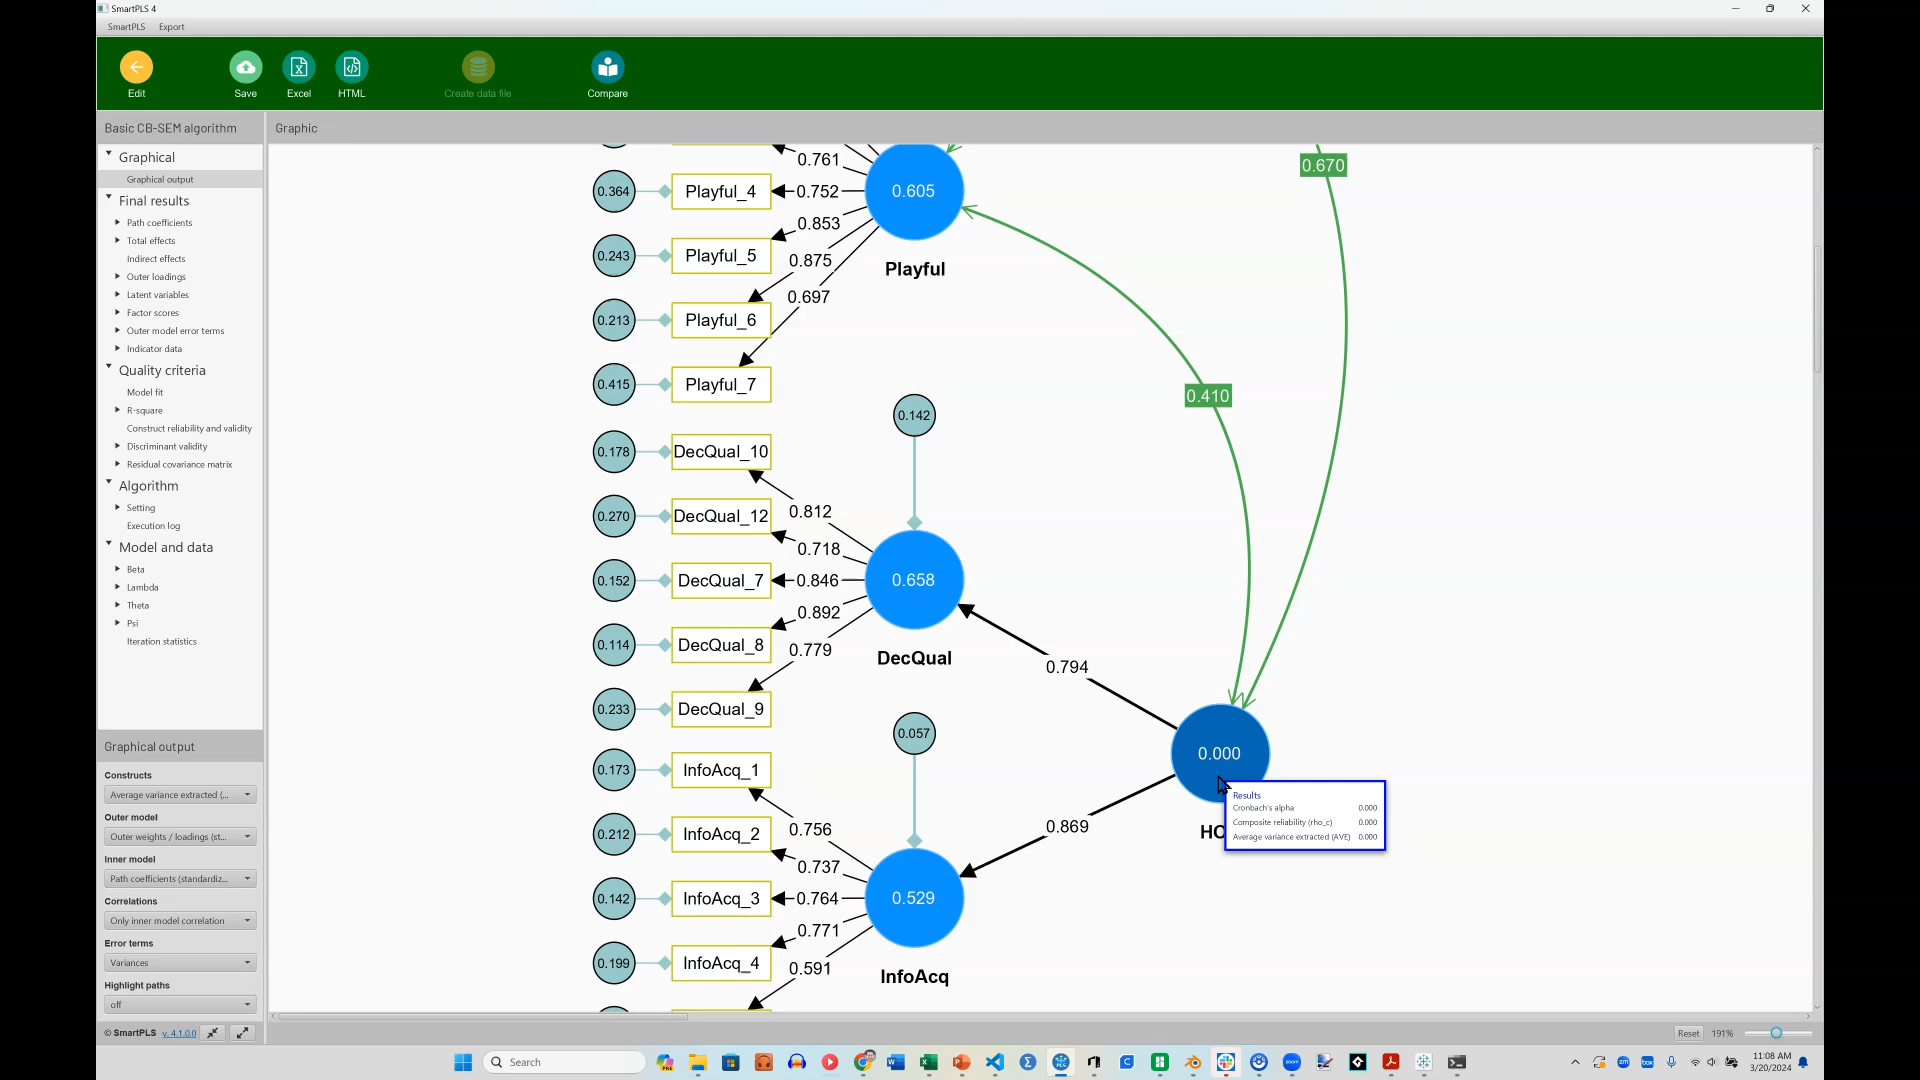 SmartPLS 4
SmartPLS Export
Edit Save Excel HTML Create data file Compare
Basic CB-SEM algorithm
Graphic
Graphical
Graphical output
Final results
Path coefficients
Total effects
Indirect effects
Outer loadings
Latent variables
Factor scores
Outer model error terms
Indicator data
Quality criteria
Model fit
R-square
Construct reliability and validity
Discriminant validity
Residual covariance matrix
Algorithm
Setting
Execution log
Model and data
Beta
Lambda
Theta
Psi
Iteration statistics
Graphical output
Constructs
Average variance extracted (...
Outer model
Outer weights / loadings (st...
Inner model
Path coefficients (standardiz...
Correlations
Only inner model correlation
Error terms
Variances
Highlight paths
off
© SmartPLS v. 4.1.0.0
0.761
0.670
0.364 Playful_4 0.752 0.605
0.853
0.243 Playful_5 0.875
Playful
0.697
0.213 Playful_6
0.415 Playful_7
0.410
0.142
0.178 DecQual_10
0.812
0.270 DecQual_12
0.718
0.152 DecQual_7 0.846 0.658
0.892
0.114 DecQual_8 0.779
DecQual
0.794
0.233 DecQual_9
0.057
0.000
0.173 InfoAcq_1
Results
Cronbach's alpha 0.000
Composite reliability (rho_c) 0.000
Average variance extracted (AVE) 0.000
HO
0.869
0.756
0.212 InfoAcq_2
0.737
0.142 InfoAcq_3 0.764 0.529
0.771
0.199 InfoAcq_4 0.591
InfoAcq
Reset 191%
Search
11:08 AM
3/20/2024